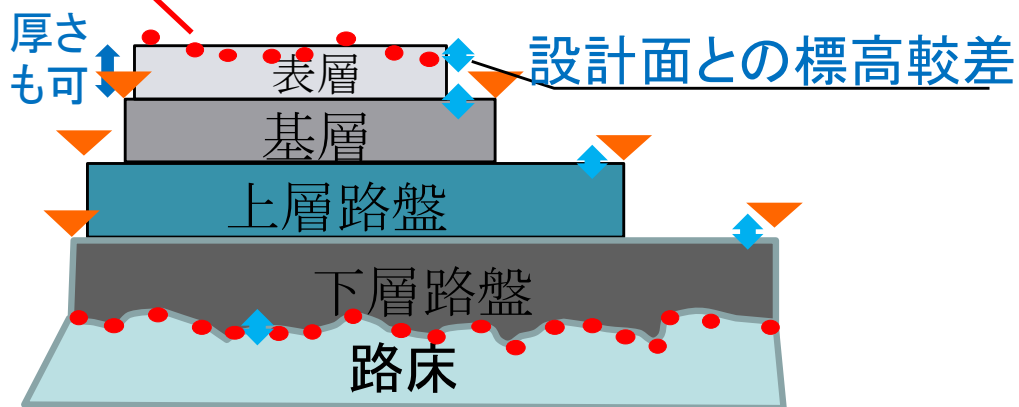 厚さ
も可
設計面との標高較差
表層
基層
上層路盤
下層路盤
路床